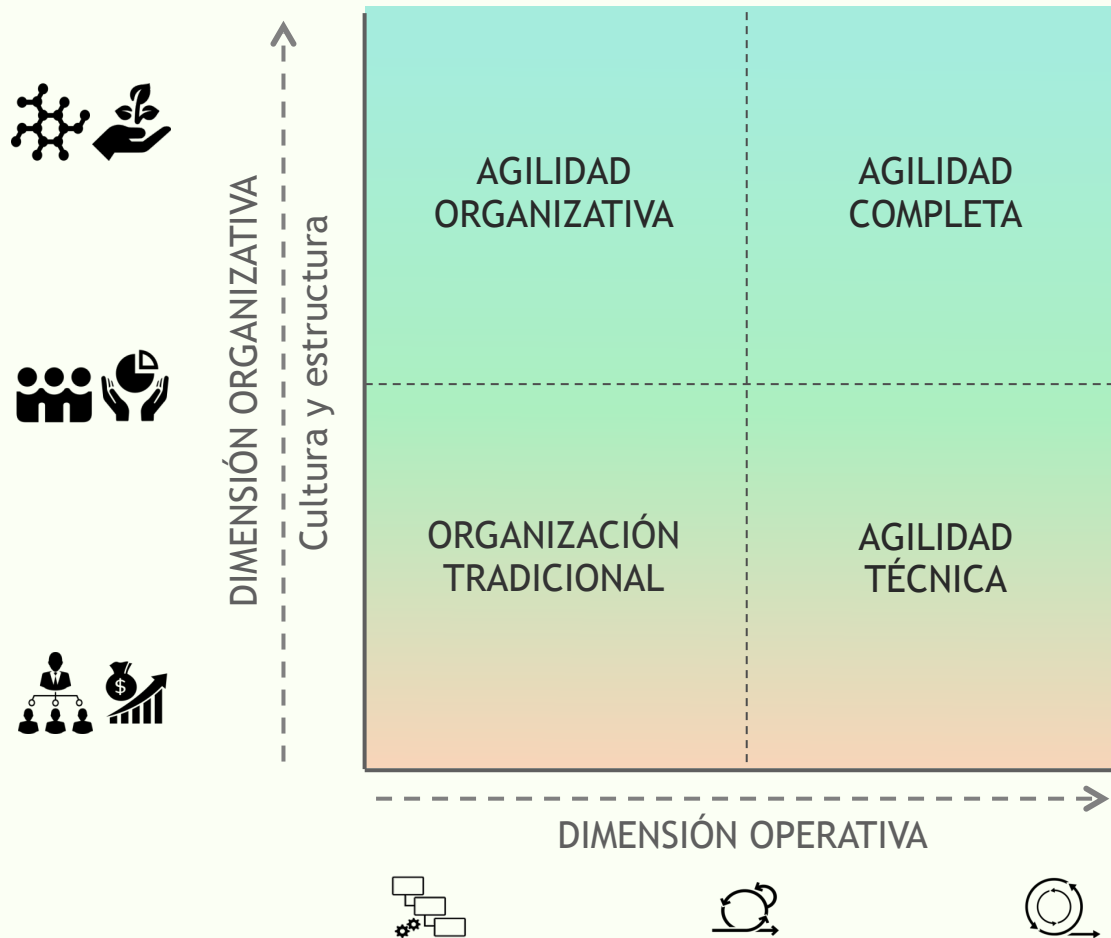 DIMENSIÓN ORGANIZATIVA
Cultura y estructura
AGILIDAD
ORGANIZATIVA
AGILIDAD
COMPLETA
ORGANIZACIÓN
TRADICIONAL
AGILIDAD
TÉCNICA
$
DIMENSIÓN OPERATIVA